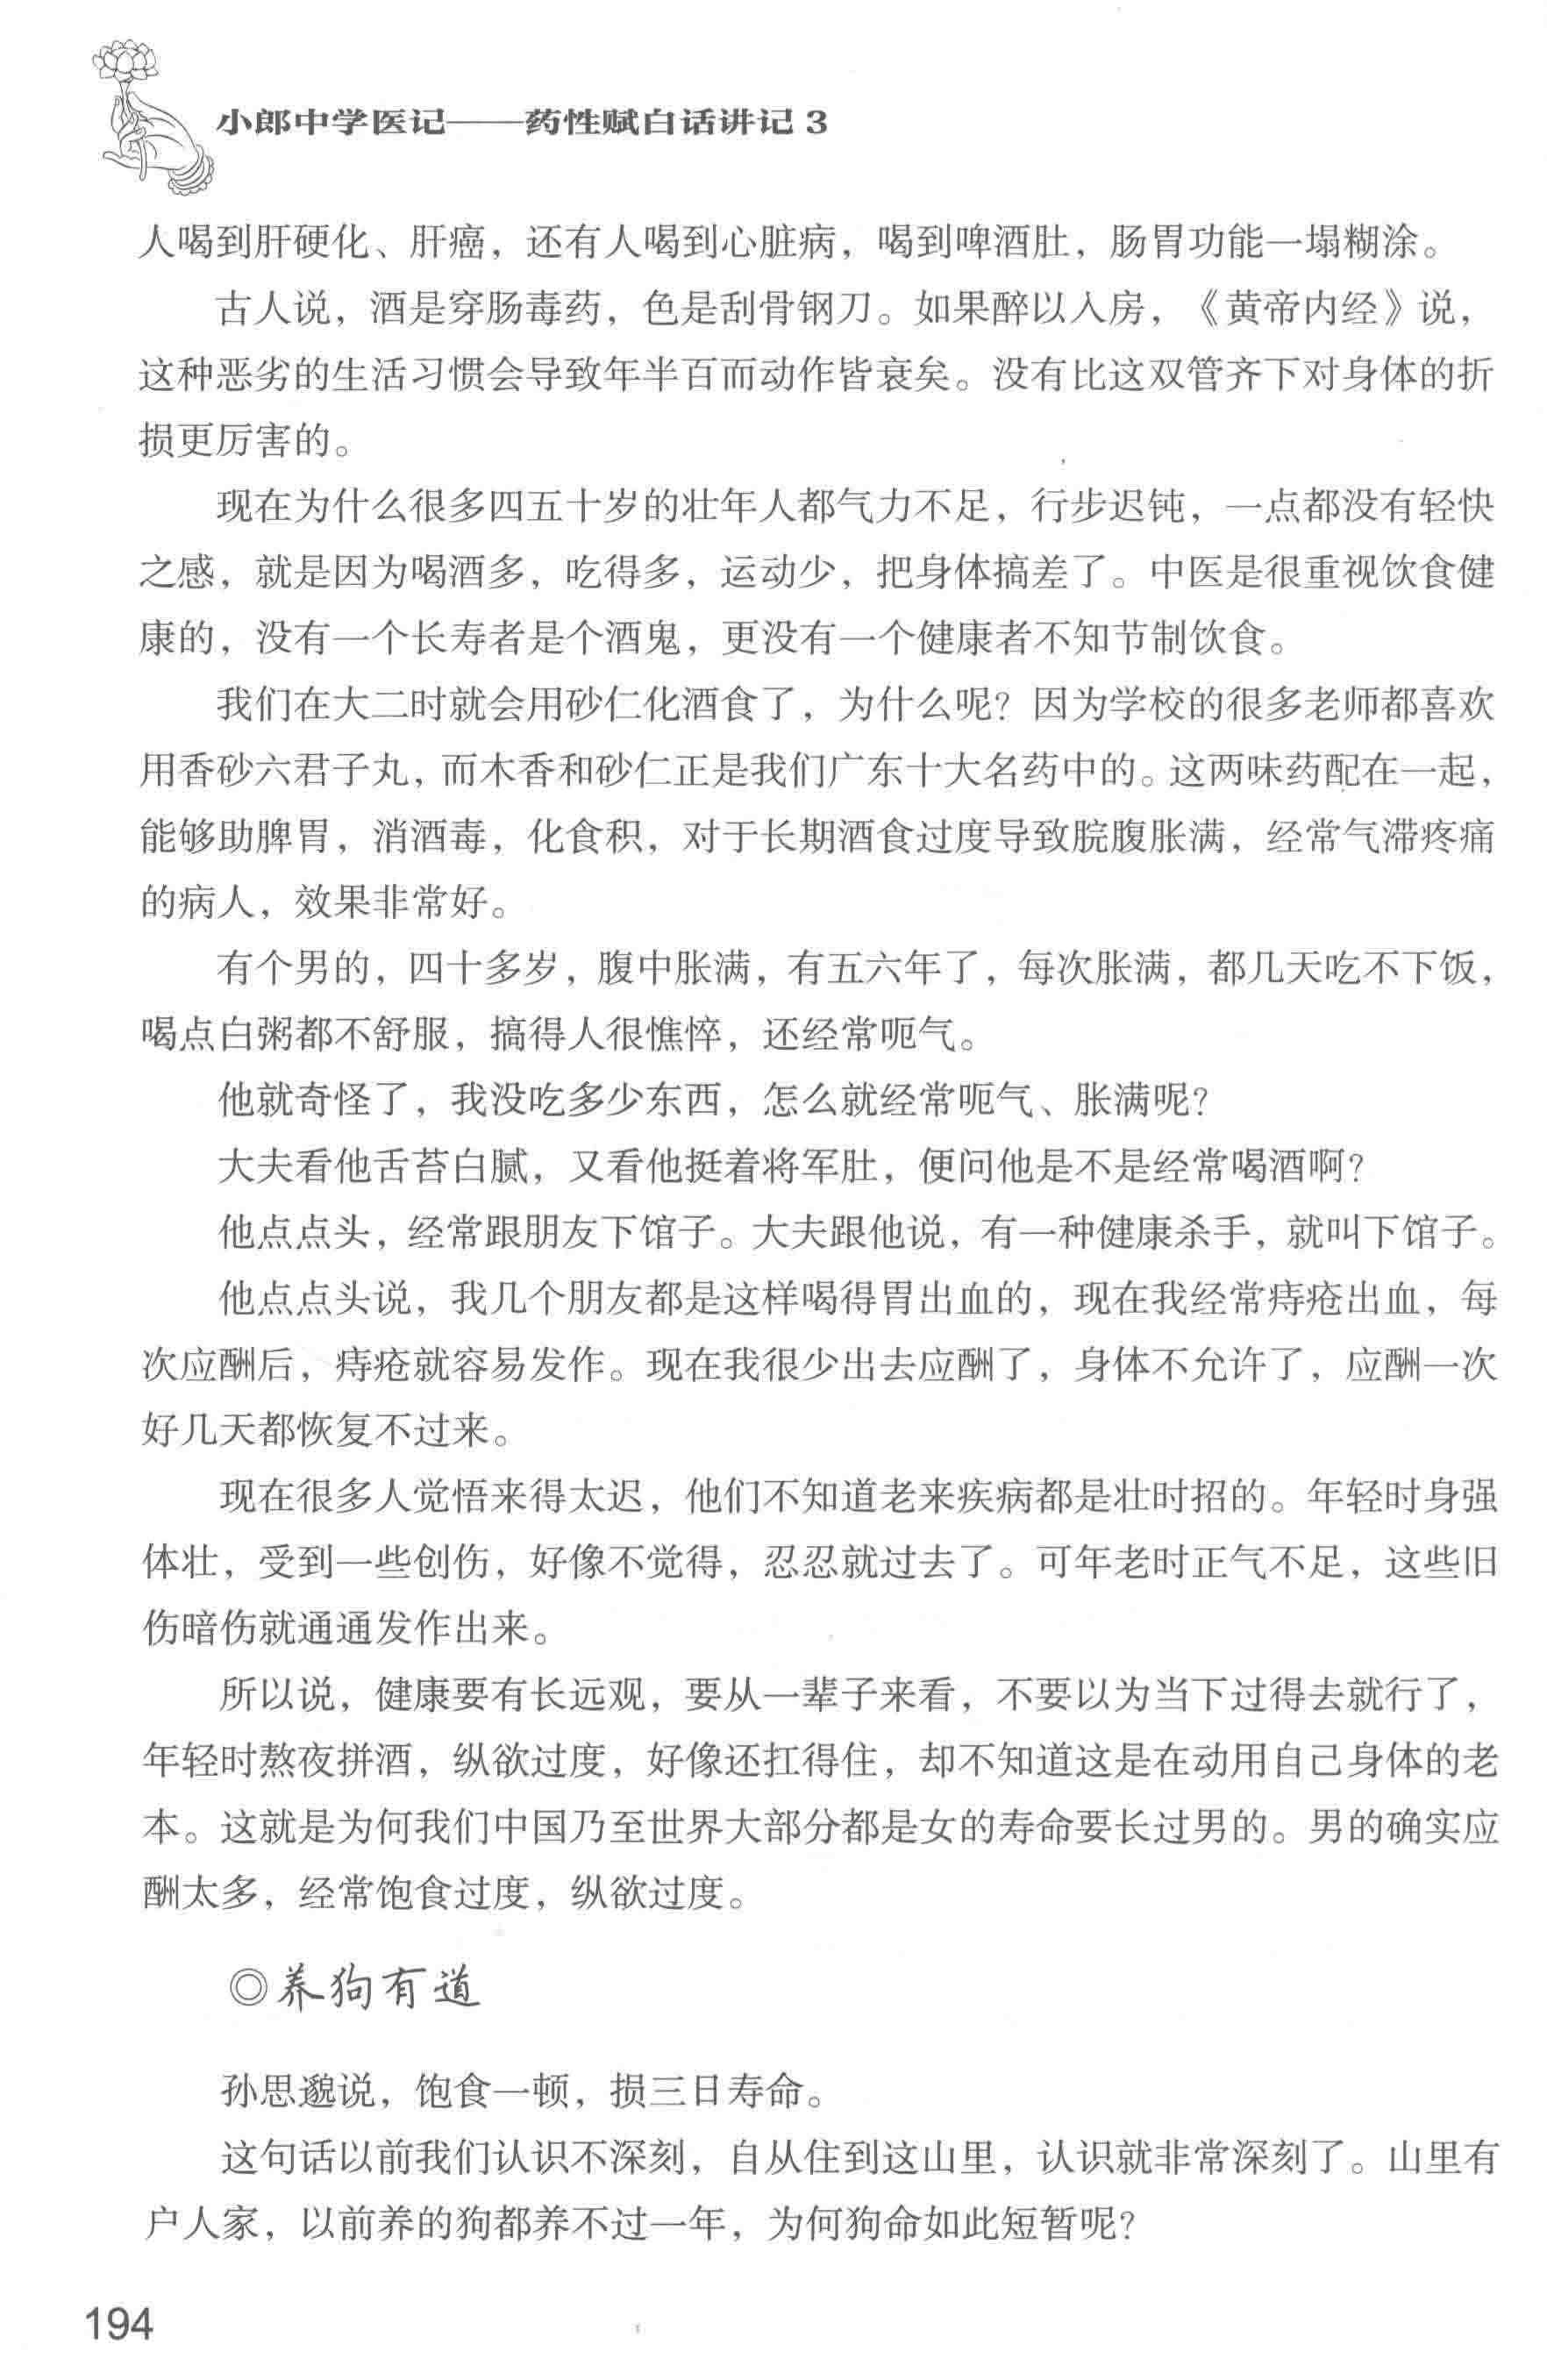 小郎中学医记——药性赋白话讲记 3
人喝到肝硬化、肝癌，还有人喝到心脏病，喝到啤酒肚，肠胃功能一塌糊涂。
古人说，酒是穿肠毒药，色是刮骨钢刀。如果醉以入房，《黄帝内经》说，
这种恶劣的生活习惯会导致年半百而动作皆衰矣。没有比这双管齐下对身体的折
损更厉害的。
现在为什么很多四五十岁的壮年人都气力不足，行步迟钝，一点都没有轻快
之感，就是因为喝酒多，吃得多，运动少，把身体搞差了。中医是很重视饮食健
康的，没有一个长寿者是个酒鬼，更没有一个健康者不知节制饮食。
我们在大二时就会用砂仁化酒食了，为什么呢？因为学校的很多老师都喜欢
用香砂六君子丸，而木香和砂仁正是我们广东十大名药中的。这两味药配在一起，
能够助脾胃，消酒毒，化食积，对于长期酒食过度导致脘腹胀满，经常气滞疼痛
的病人，效果非常好。
有个男的，四十多岁，腹中胀满，有五六年了，每次胀满，都几天吃不下饭，
喝点白粥都不舒服，搞得人很憔悴，还经常呃气。
他就奇怪了，我没吃多少东西，怎么就经常呃气、胀满呢？
大夫看他舌苔白腻，又看他挺着将军肚，便问他是不是经常喝酒啊？
他点点头，经常跟朋友下馆子。大夫跟他说，有一种健康杀手，就叫下馆子。
他点点头说，我几个朋友都是这样喝得胃出血的，现在我经常痔疮出血，每
次应酬后，痔疮就容易发作。现在我很少出去应酬了，身体不允许了，应酬一次
好几天都恢复不过来。
现在很多人觉悟来得太迟，他们不知道老来疾病都是壮时招的。年轻时身强
体壮，受到一些创伤，好像不觉得，忍忍就过去了。可年老时正气不足，这些旧
伤暗伤就通通发作出来。
所以说，健康要有长远观，要从一辈子来看，不要以为当下过得去就行了，
年轻时熬夜拼酒，纵欲过度，好像还扛得住，却不知道这是在动用自己身体的老
本。这就是为何我们中国乃至世界大部分都是女的寿命要长过男的。男的确实应
酬太多，经常饱食过度，纵欲过度。
◎养狗有道
孙思邈说，饱食一顿，损三日寿命。
这句话以前我们认识不深刻，自从住到这山里，认识就非常深刻了。山里有
户人家，以前养的狗都养不过一年，为何狗命如此短暂呢？
194